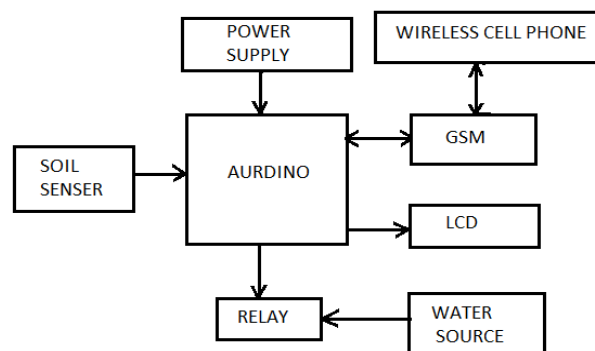 POWER
SUPPLY
WIRELESS CELL PHONE
SOIL
SENSER
AURDINO
GSM
LCD
RELAY
WATER
SOURCE